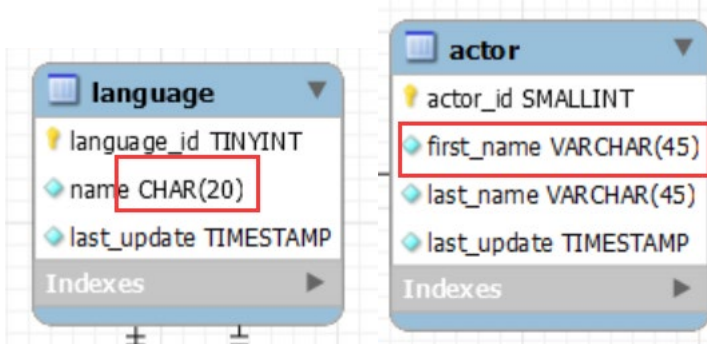 language
language_id TINYINT
name CHAR(20)
last_update TIMESTAMP
Indexes
actor
actor_id SMALLINT
first_name VARCHAR(45)
last_name VARCHAR(45)
last_update TIMESTAMP
Indexes